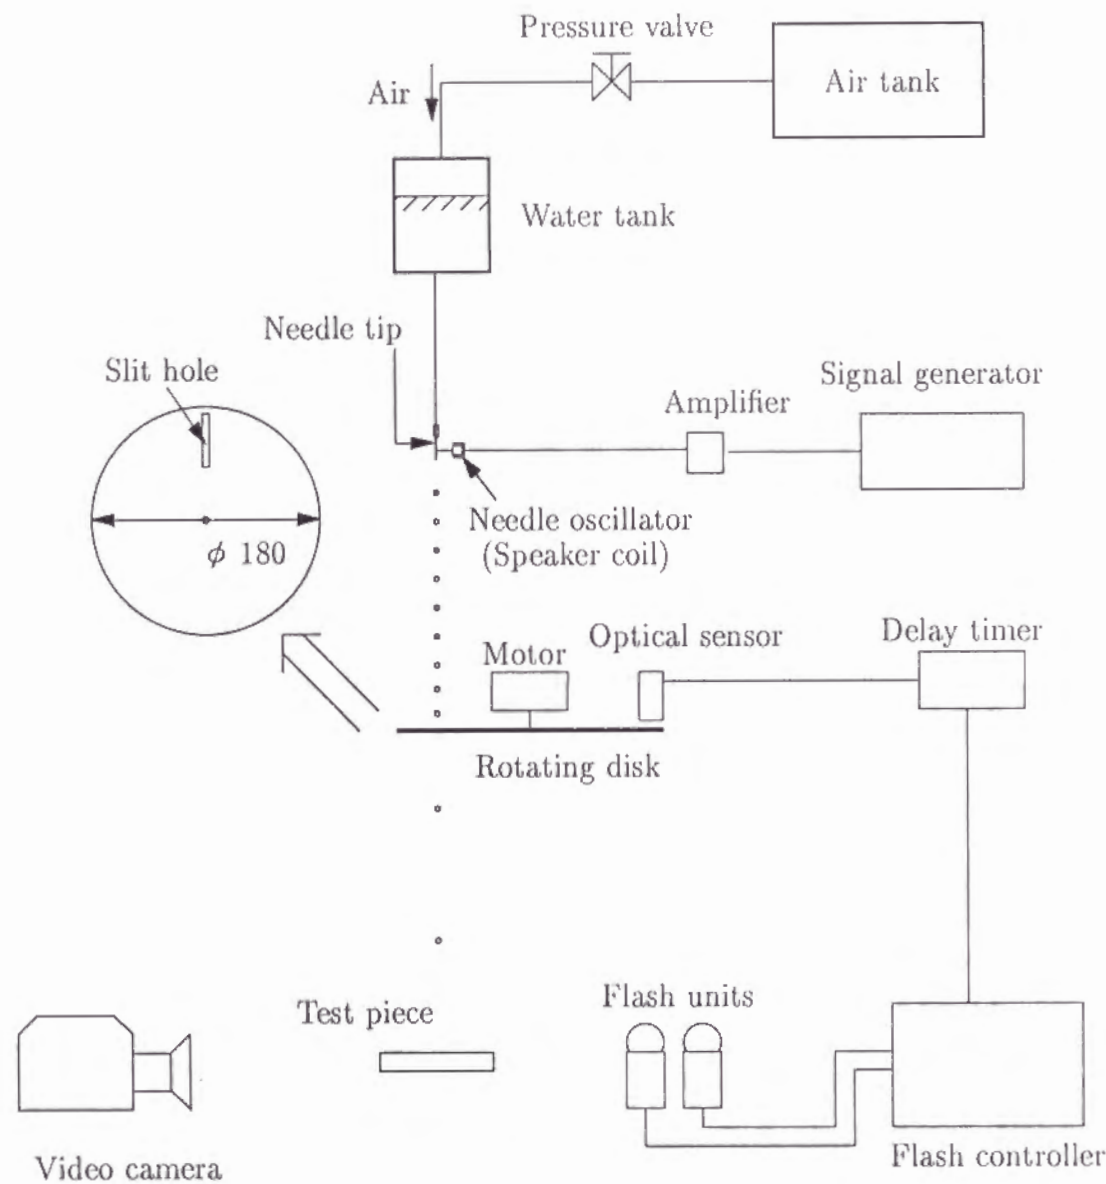 Pressure valve
Air
Air tank
Water tank
Needle tip
Slit hole
Signal generator
Amplifier
Needle oscillator
(Speaker coil)
ϕ 180
Optical sensor
Delay timer
Motor
Rotating disk
Flash units
Test piece
Flash controller
Video camera